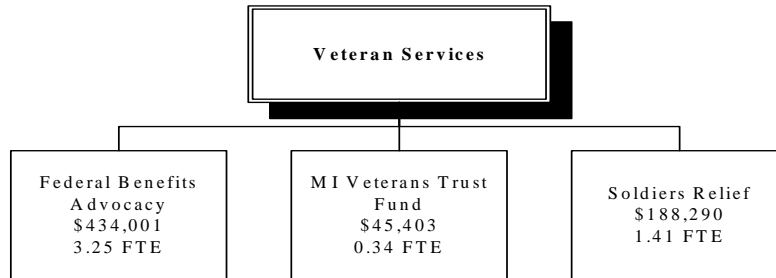 Veteran Services
Federal Benefits
Advocacy
$434,001
3.25 FTE
MI Veterans Trust
Fund
$45,403
0.34 FTE
Soldiers Relief
$188,290
1.41 FTE